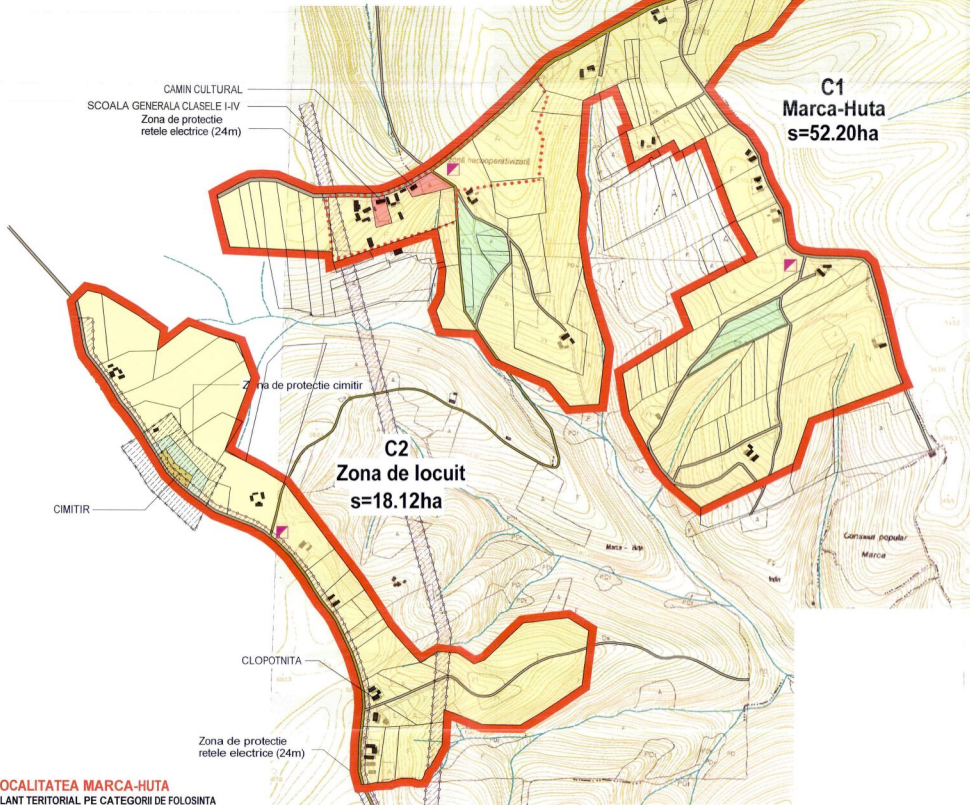 CAMIN CULTURAL
SCOALA GENERALA CLASELE I-IV
Zona de protectie
retele electrice (24m)
C1
Marca-Huta
s=52.20ha
Zona de protectie cimitir
C2
Zona de locuit
s=18.12ha
CIMITIR
Consiliul popular
Marca
CLOPOTNITA
Zona de protectie
retele electrice (24m)
OCALITATEA MARCA-HUTA
LANT TERITORIAL PE CATEGORII DE FOLOSINTA